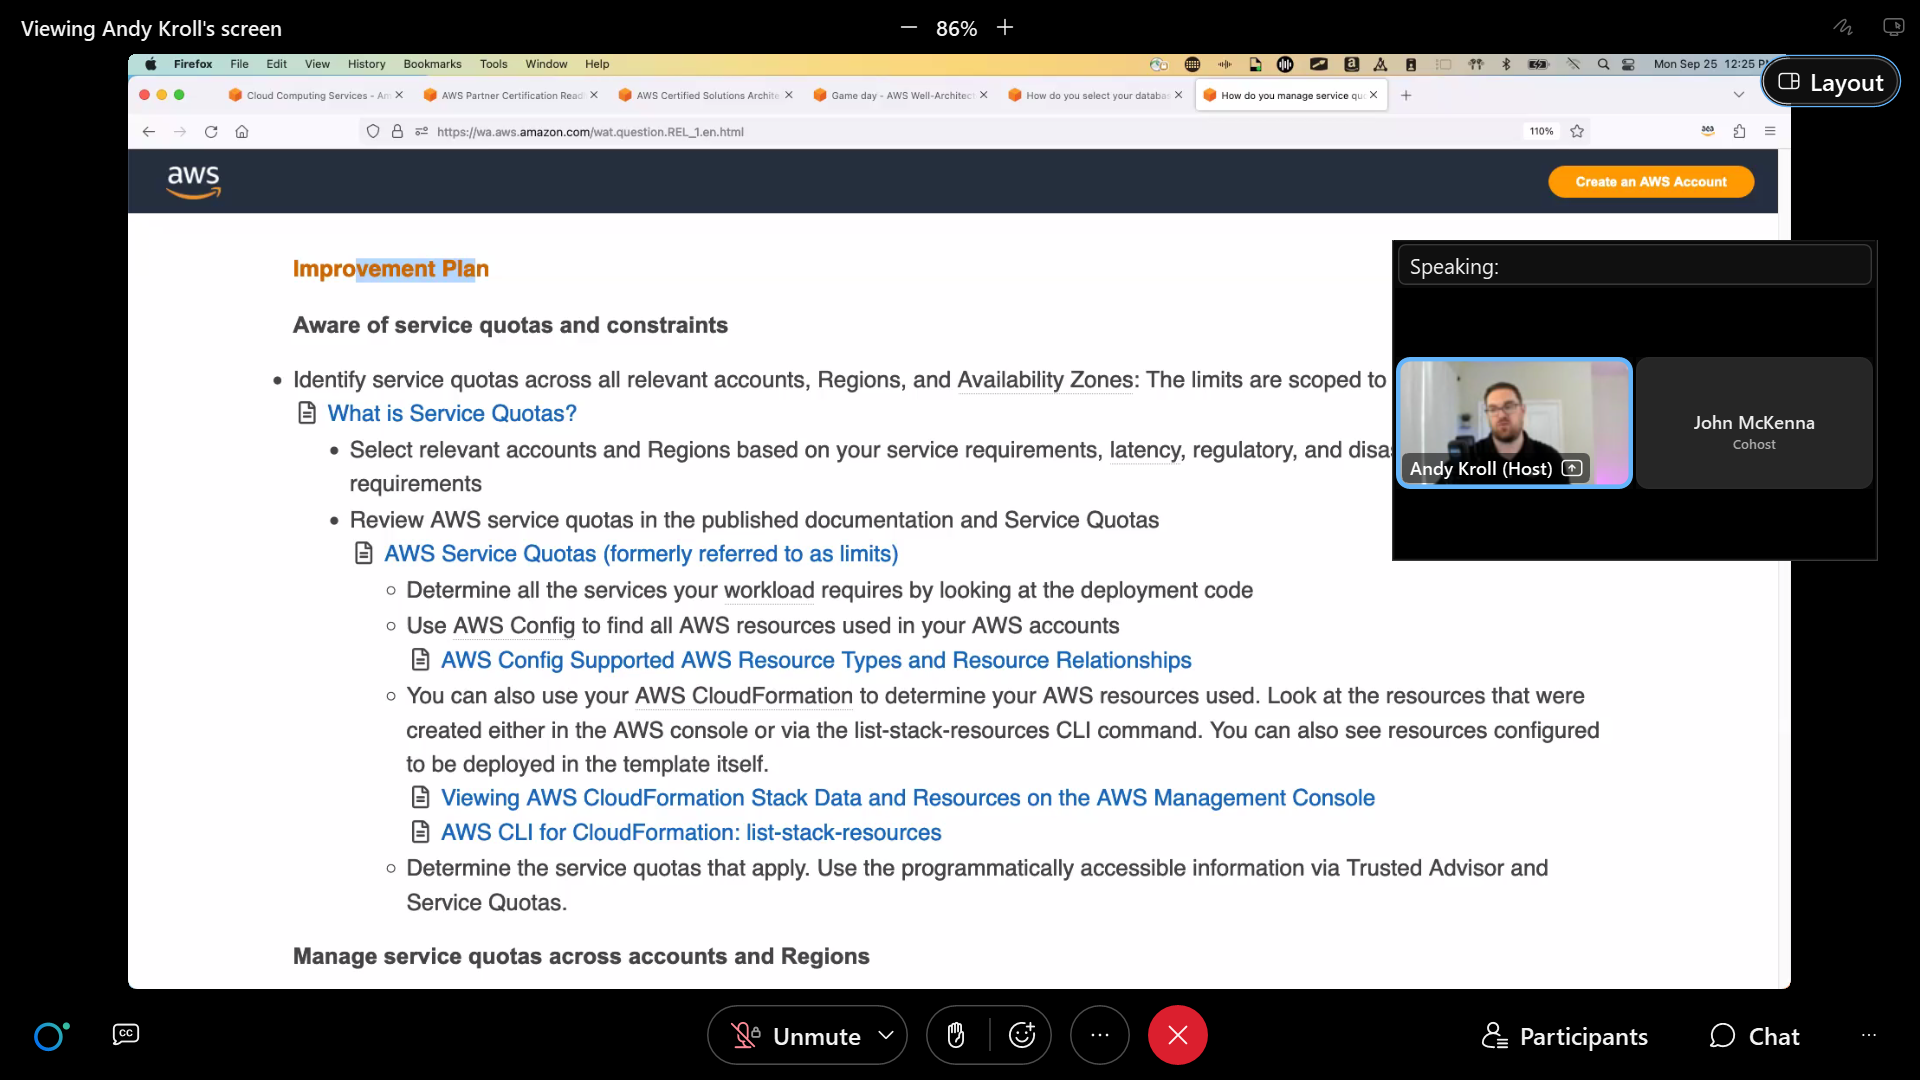 Viewing Andy Kroll's screen
86%
Firefox File Edit View History Bookmarks Tools Window Help
Mon Sep 25 12:25 P
Layout
Cloud Computing Services - Am
AWS Partner Certification Read
AWS Certified Solutions Archite
Game day - AWS Well-Architect
How do you select your databas
How do you manage service qu
https://wa.aws.amazon.com/wat.question.REL_1.en.html
110%
aws
Create an AWS Account
Improvement Plan
Speaking:
Aware of service quotas and constraints
Identify service quotas across all relevant accounts, Regions, and Availability Zones: The limits are scoped to
What is Service Quotas?
Select relevant accounts and Regions based on your service requirements, latency, regulatory, and disas
requirements
John McKenna
Cohost
Andy Kroll (Host)
Review AWS service quotas in the published documentation and Service Quotas
AWS Service Quotas (formerly referred to as limits)
Determine all the services your workload requires by looking at the deployment code
Use AWS Config to find all AWS resources used in your AWS accounts
AWS Config Supported AWS Resource Types and Resource Relationships
You can also use your AWS CloudFormation to determine your AWS resources used. Look at the resources that were
created either in the AWS console or via the list-stack-resources CLI command. You can also see resources configured
to be deployed in the template itself.
Viewing AWS CloudFormation Stack Data and Resources on the AWS Management Console
AWS CLI for CloudFormation: list-stack-resources
Determine the service quotas that apply. Use the programmatically accessible information via Trusted Advisor and
Service Quotas.
Manage service quotas across accounts and Regions
CC
Unmute
Participants
Chat